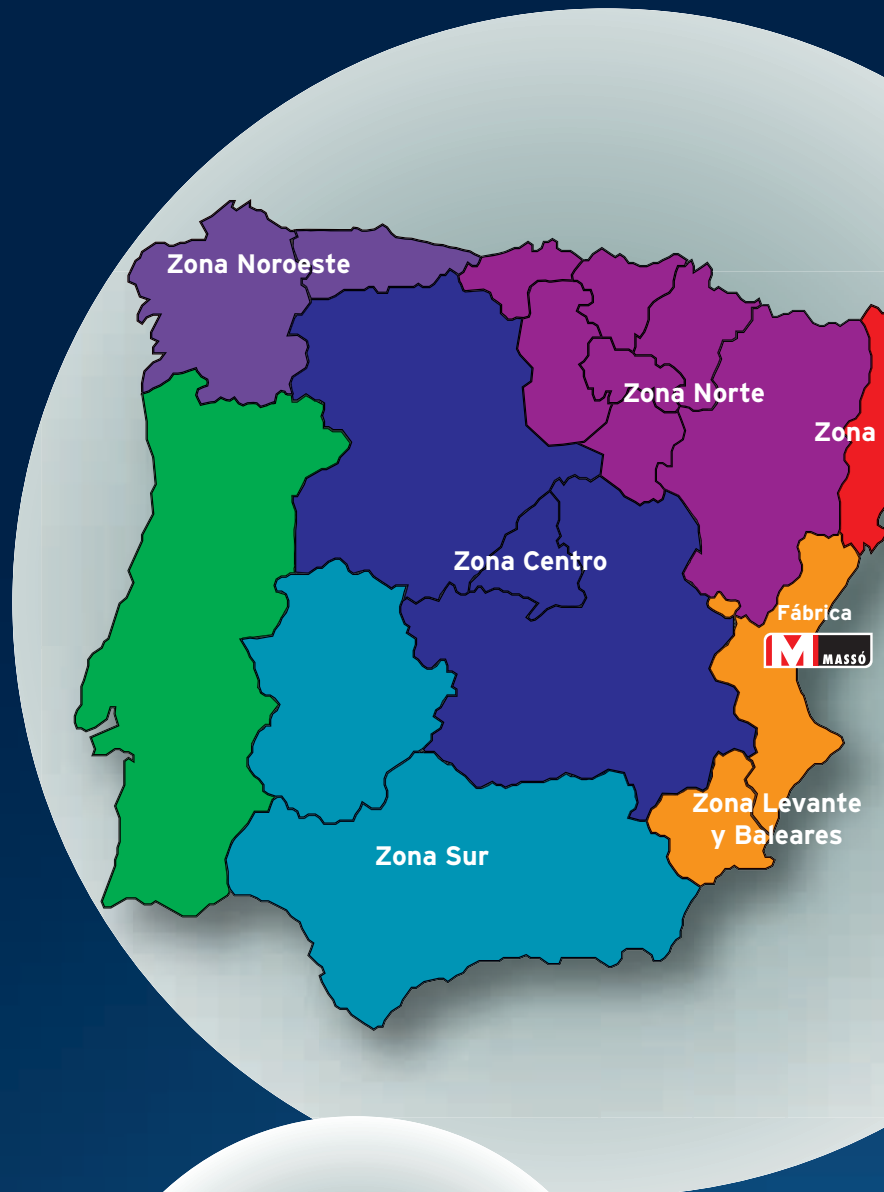 Zona Noroeste
Zona Norte
Zona
Zona Centro
Fábrica
M MASSÓ
Zona Levante
y Baleares
Zona Sur